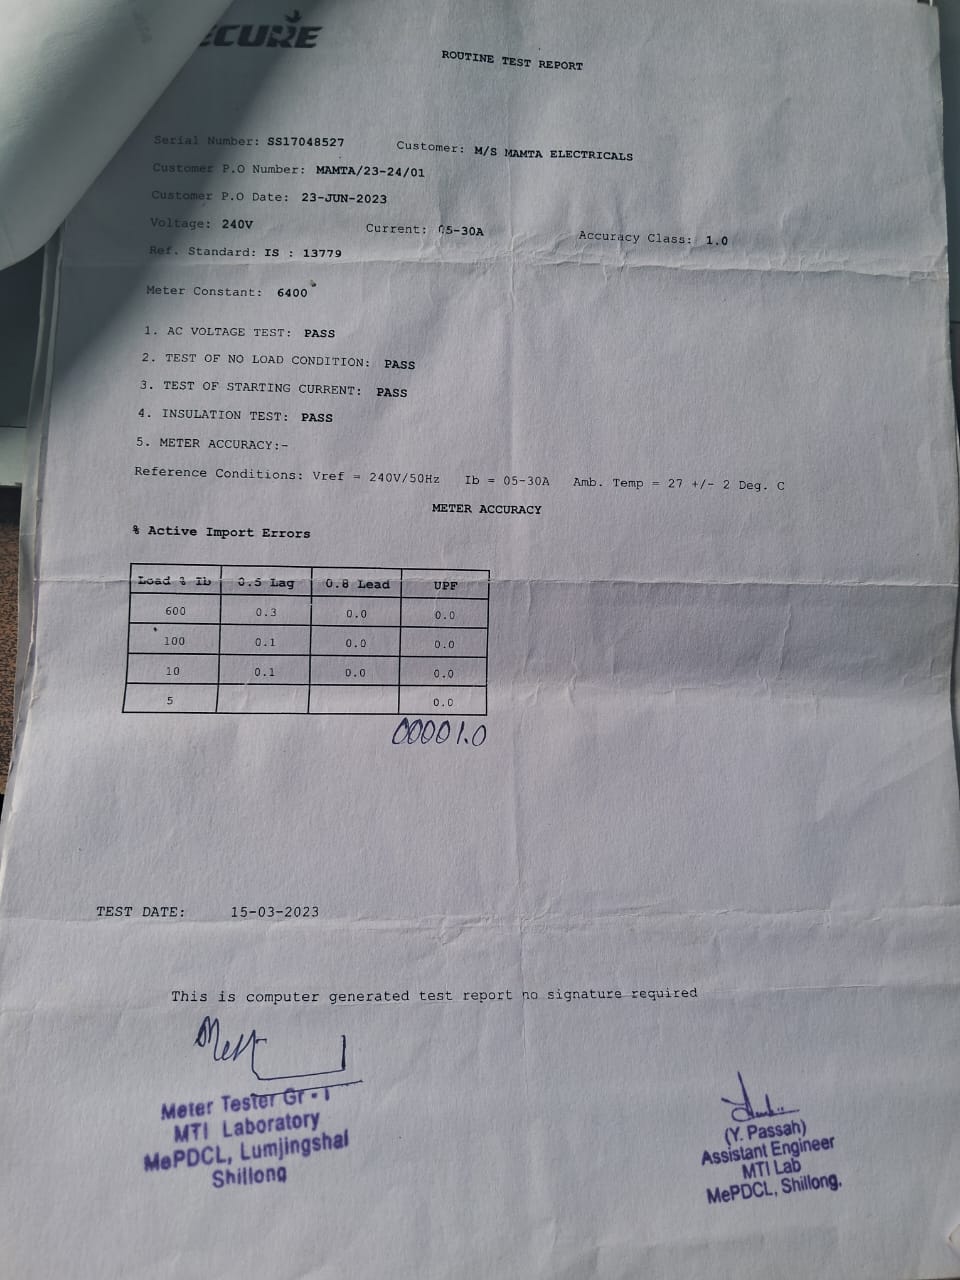 ECURE
ROUTINE TEST REPORT
Serial Number: SS17048527 Customer: M/S MAMTA ELECTRICALS
Customer P.O Number: MAMTA/23-24/01
Customer P.O Date: 23-JUN-2023
Voltage: 240V Current: 05-30A Accuracy Class: 1.0
Ref. Standard: IS : 13779
Meter Constant: 6400
1. AC VOLTAGE TEST: PASS
2. TEST OF NO LOAD CONDITION: PASS
3. TEST OF STARTING CURRENT: PASS
4. INSULATION TEST: PASS
5. METER ACCURACY:-
Reference Conditions: Vref = 240V/50Hz Ib = 05-30A Amb. Temp = 27 +/- 2 Deg. C
METER ACCURACY
% Active Import Errors
Load % Ib 0.5 Lag 0.8 Lead UPF
600 0.3 0.0 0.0
100 0.1 0.0 0.0
10 0.1 0.0 0.0
5 0.0
00001.0
TEST DATE: 15-03-2023
This is computer generated test report no signature required
Meter Tester Gr - I
MTI Laboratory
MePDCL, Lumjingshai
Shillong
(Y. Passah)
Assistant Engineer
MTI Lab
MePDCL, Shillong.